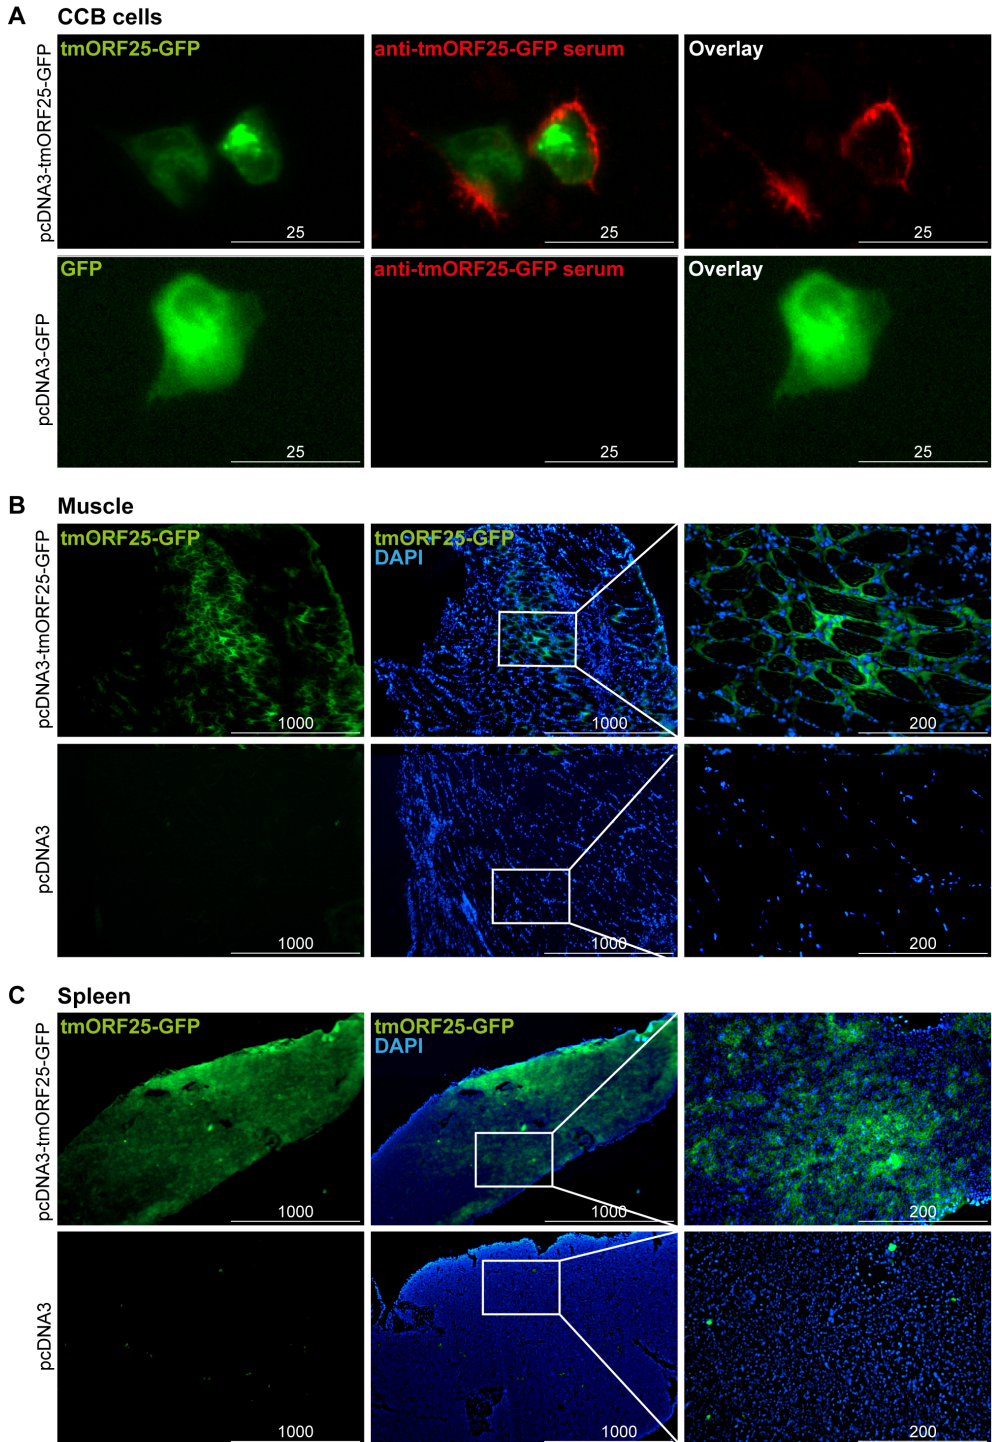 A CCB cells
pcDNA3-tmORF25-GFP
tmORF25-GFP
25
anti-tmORF25-GFP serum
25
Overlay
25
pcDNA3-GFP
GFP
25
anti-tmORF25-GFP serum
25
Overlay
25
B Muscle
pcDNA3-tmORF25-GFP
tmORF25-GFP
1000
tmORF25-GFP
DAPI
1000
200
pcDNA3
1000
1000
200
C Spleen
pcDNA3-tmORF25-GFP
tmORF25-GFP
1000
tmORF25-GFP
DAPI
1000
200
pcDNA3
1000
1000
200